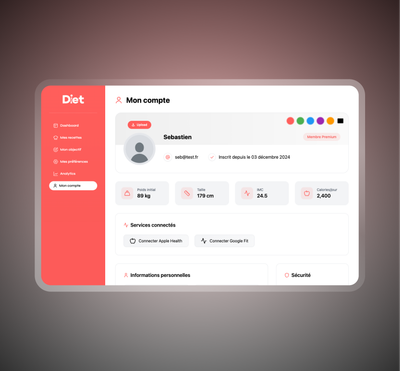 Diet
Dashboard
Mes recettes
Mon objectif
Mes préférences
Analytics
Mon compte
Mon compte
Upload
Sebastien
Membre Premium
seb@test.fr
Inscrit depuis le 03 décembre 2024
Poids initial
89 kg
Taille
179 cm
IMC
24.5
Calories/jour
2,400
Services connectés
Connecter Apple Health
Connecter Google Fit
Informations personnelles
Sécurité